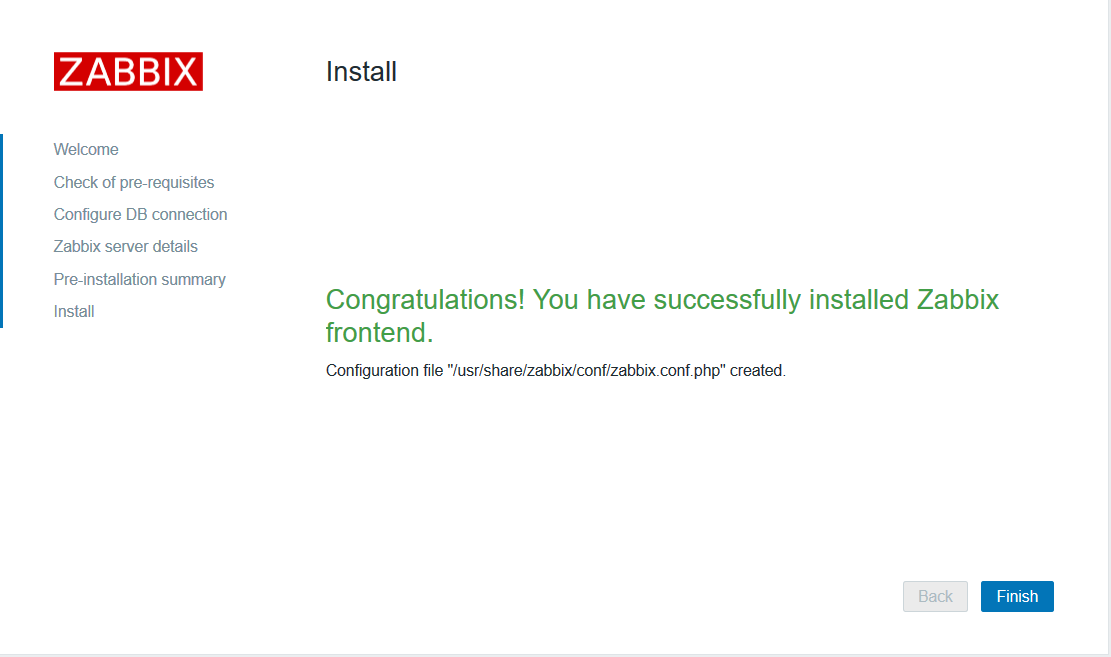 ZABBIX
Install
Welcome
Check of pre-requisites
Configure DB connection
Zabbix server details
Pre-installation summary
Install
Congratulations! You have successfully installed Zabbix
frontend.
Configuration file "/usr/share/zabbix/conf/zabbix.conf.php" created.
Back
Finish